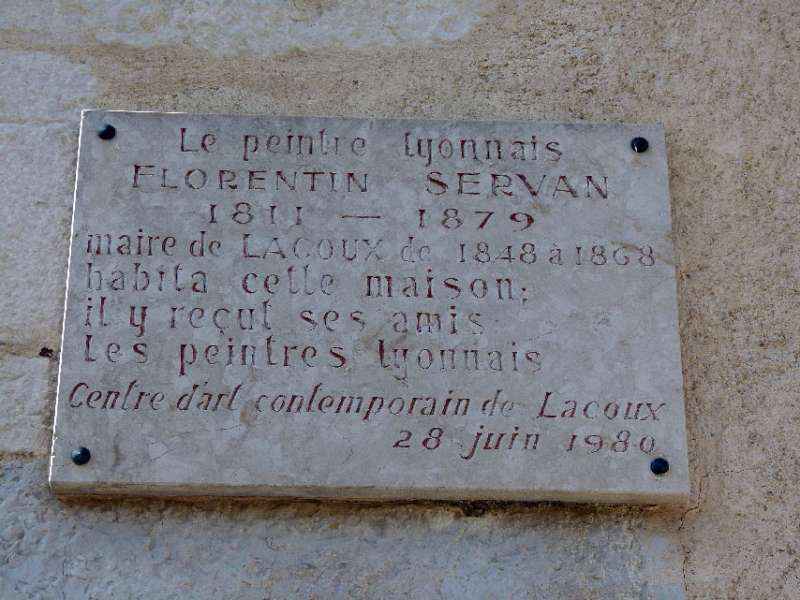 Le peintre lyonnais
FLORENTIN SERVAN
1811 — 1879
maire de LACOUX de 1848 à 1868
habita cette maison;
il y reçut ses amis
Les peintres lyonnais
Centre d'art contemporain de Lacoux
28 juin 1980